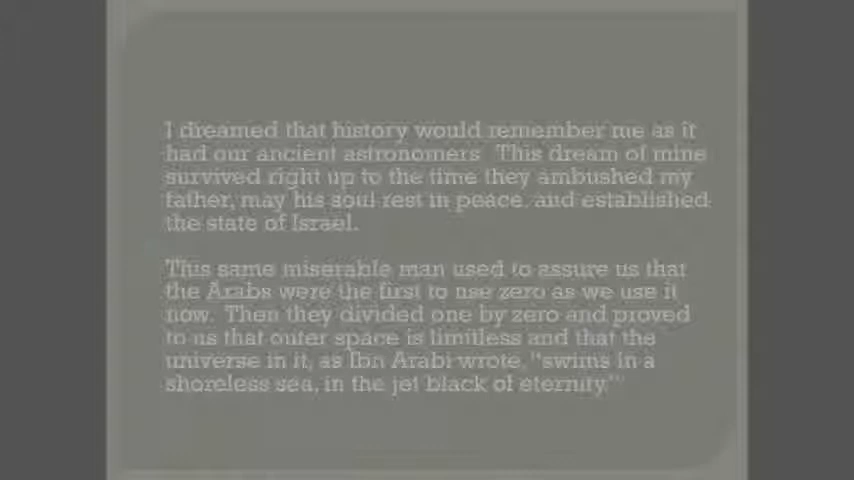 I dreamed that history would remember me as it
had our ancient astronomers. This dream of mine
survived right up to the time they ambushed my
father, may his soul rest in peace, and established
the state of Israel.
This same miserable man used to assure us that
the Arabs were the first to use zero as we use it
now. Then they divided one by zero and proved
to us that outer space is limitless and that the
universe in it, as Ibn Arabi wrote, "swims in a
shoreless sea, in the jet black of eternity."